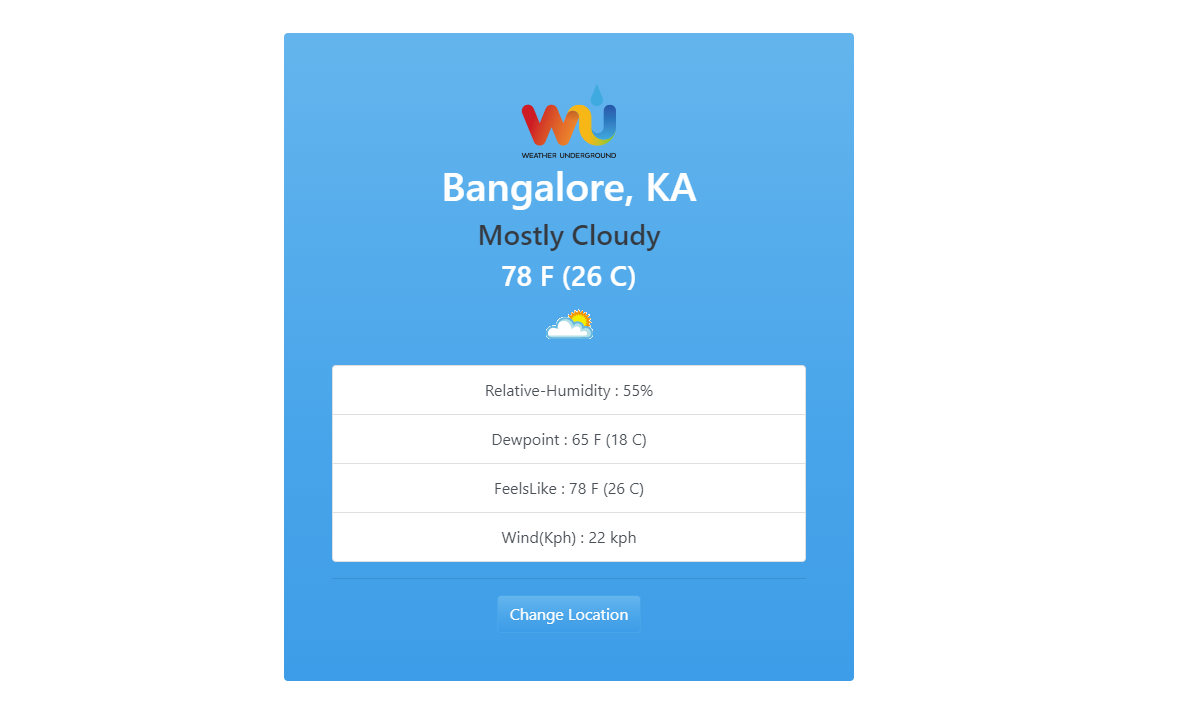 WU
WEATHER UNDERGROUND
Bangalore, KA
Mostly Cloudy
78 F (26 C)
Relative-Humidity : 55%
Dewpoint : 65 F (18 C)
FeelsLike : 78 F (26 C)
Wind(Kph) : 22 kph
Change Location